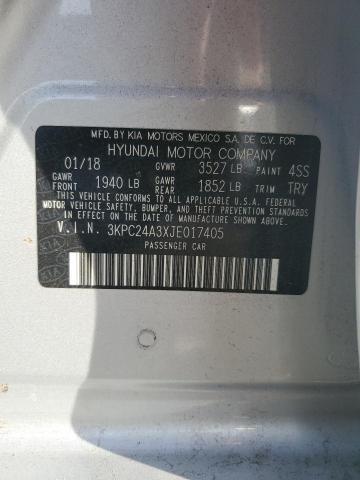 MFD. BY KIA MOTORS MEXICO S.A. DE C.V. FOR
HYUNDAI MOTOR COMPANY
01/18 GVWR 3527 LB PAINT 4SS
GAWR FRONT 1940 LB GAWR REAR 1852 LB TRIM TRY
THIS VEHICLE CONFORMS TO ALL APPLICABLE U.S.A. FEDERAL
MOTOR VEHICLE SAFETY, BUMPER, AND THEFT PREVENTION
STANDARDS IN EFFECT ON THE DATE OF MANUFACTURE SHOWN
ABOVE.
V.I.N. 3KPC24A3XJE017405
PASSENGER CAR
KIA